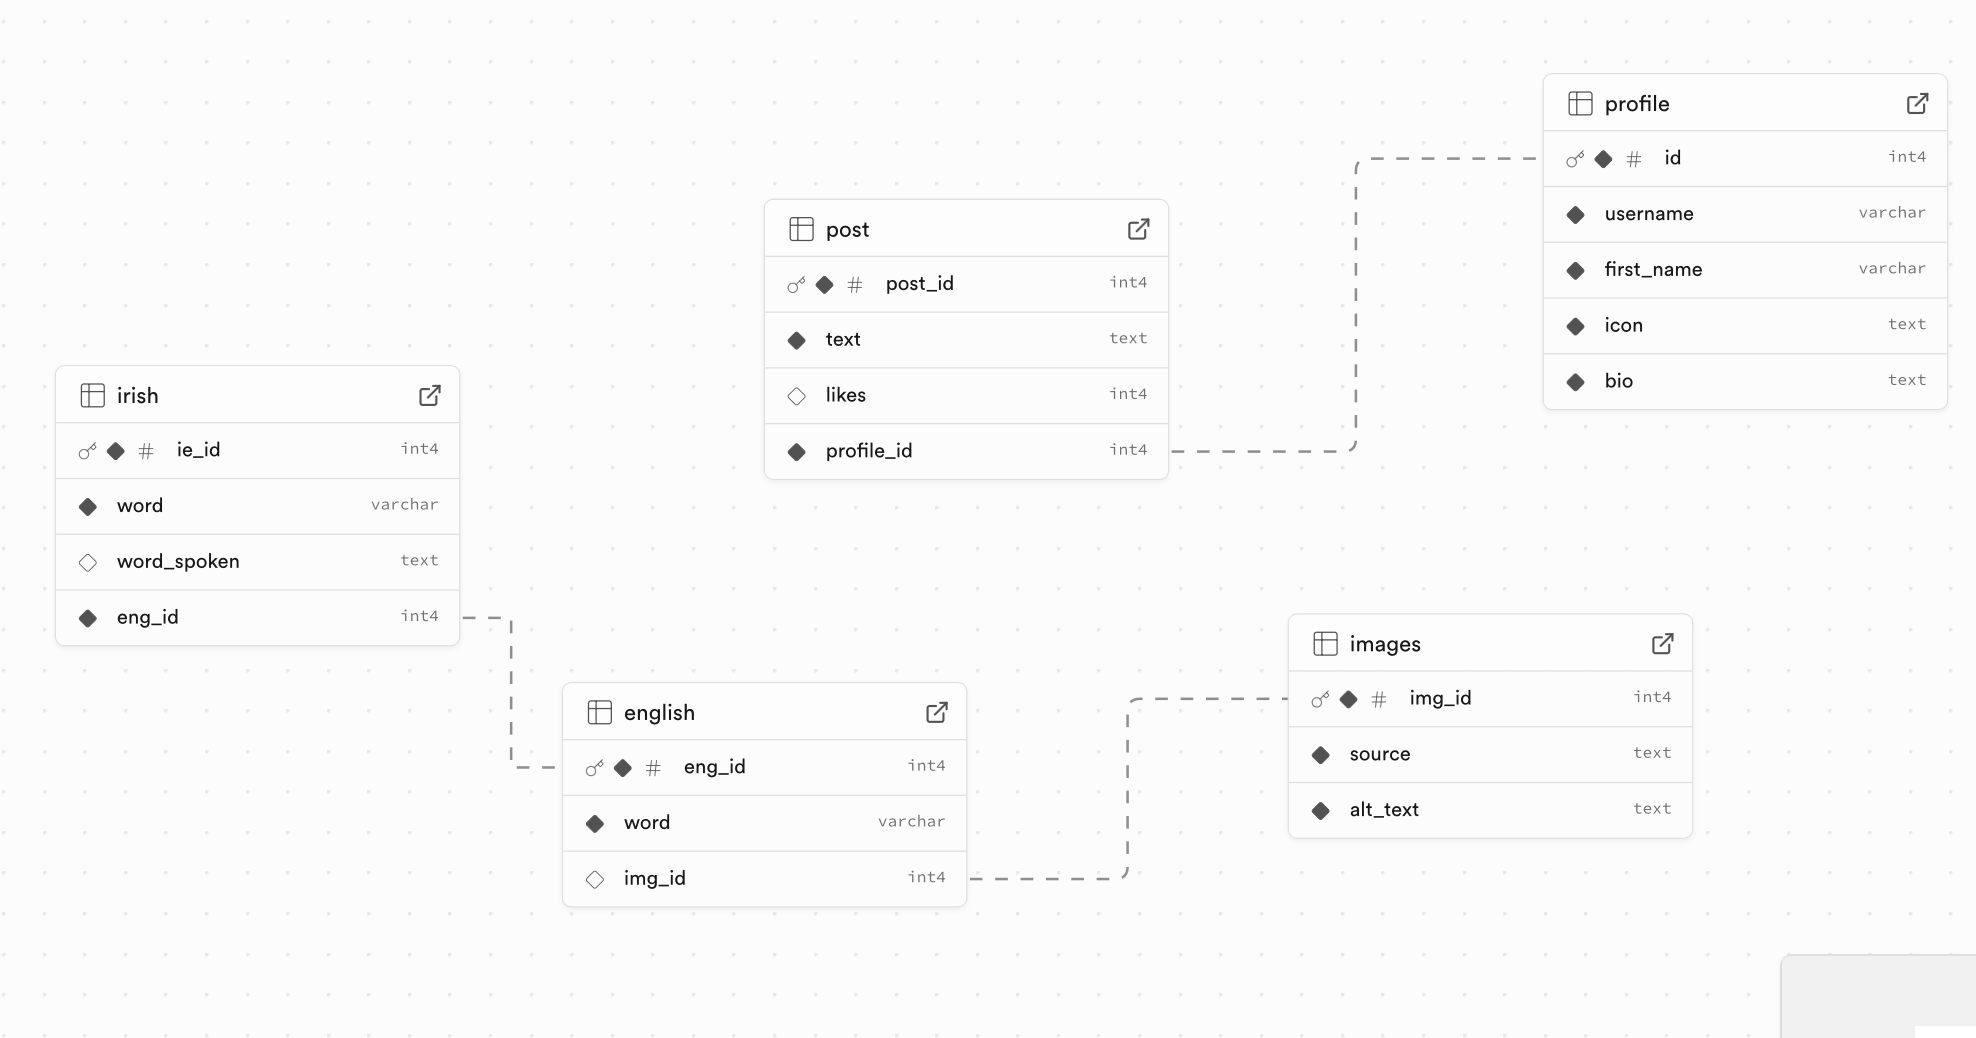 profile
# id int4
username varchar
first_name varchar
icon text
bio text
post
# post_id int4
text text
likes int4
profile_id int4
irish
# ie_id int4
word varchar
word_spoken text
eng_id int4
images
# img_id int4
source text
alt_text text
english
# eng_id int4
word varchar
img_id int4